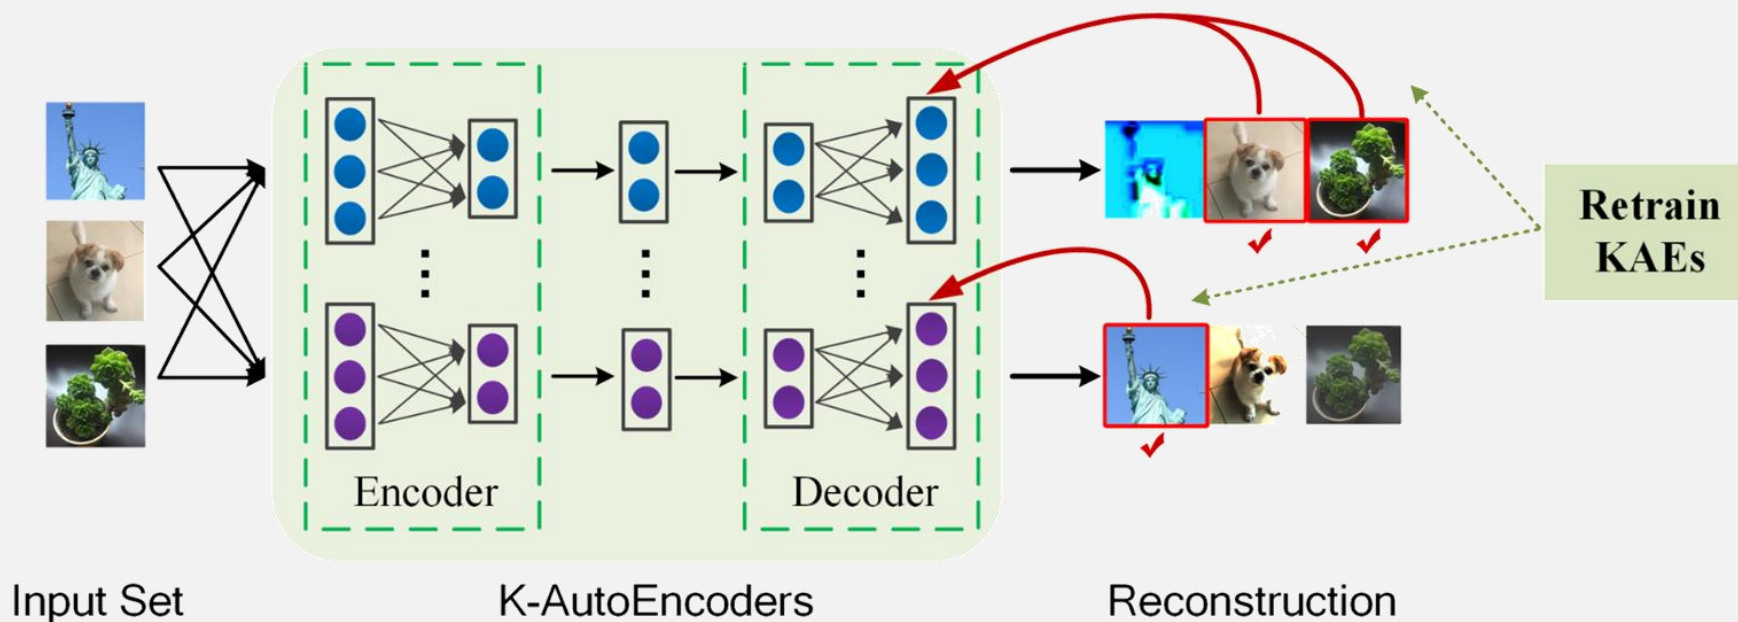 Retrain
KAEs
Encoder
Decoder
Input Set
K-AutoEncoders
Reconstruction